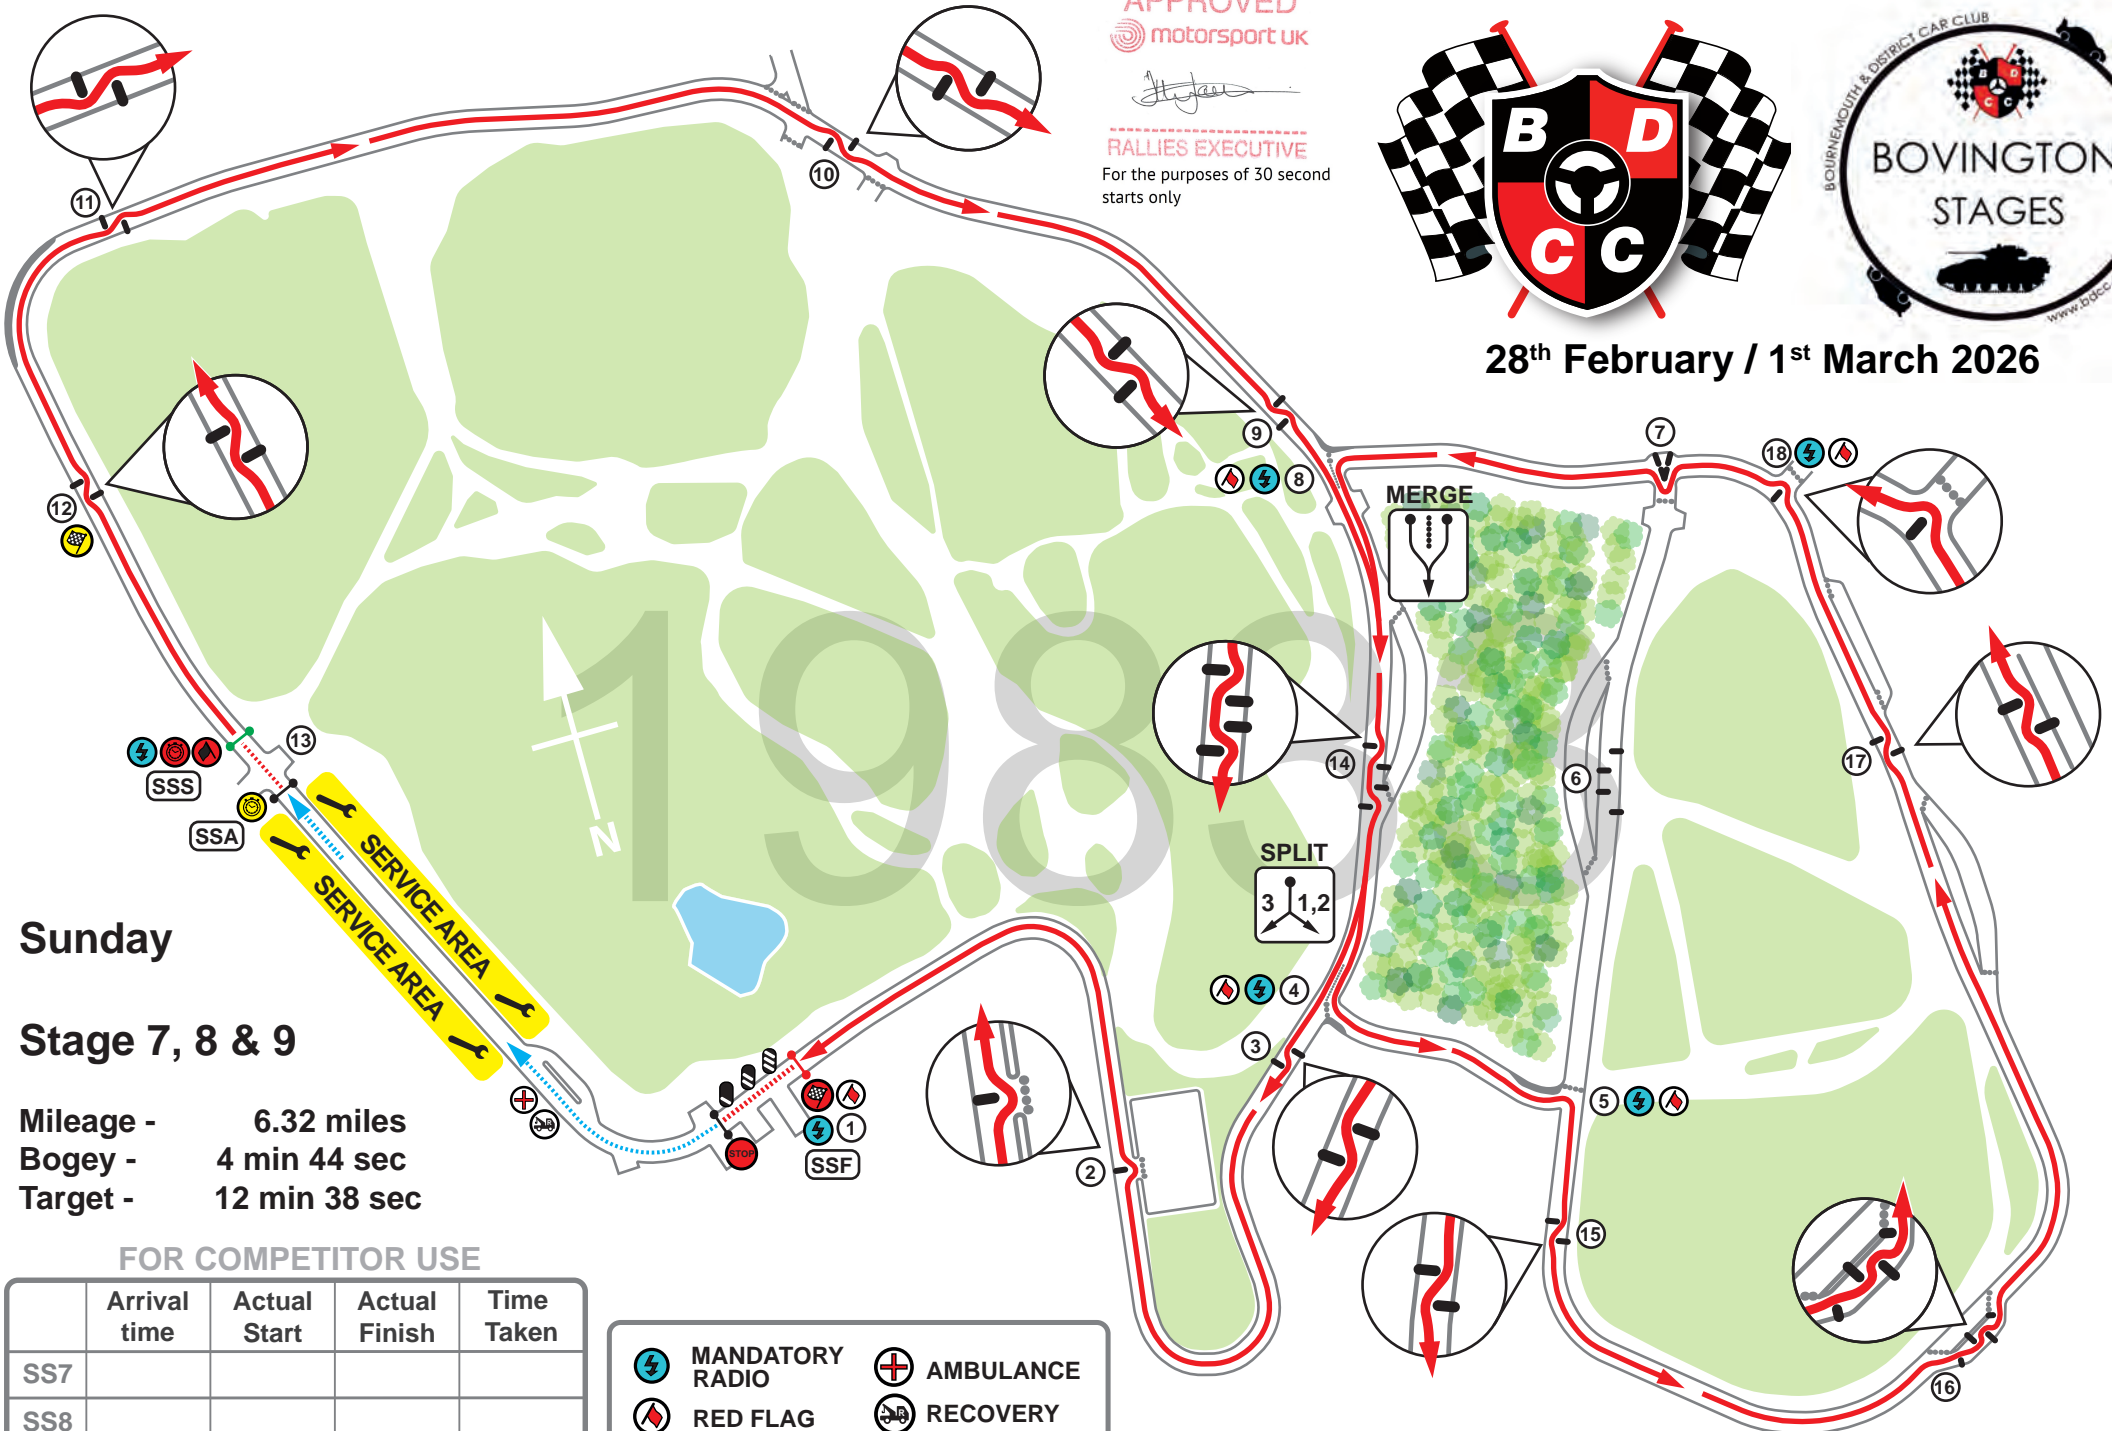 APPROVED
motorsport UK
RALLIES EXECUTIVE
For the purposes of 30 second
starts only
B D
C C
BOURNEMOUTH & DISTRICT CAR CLUB
BOVINGTON
STAGES
www.bdcc
28th February / 1st March 2026
11
10
9
8
7
18
MERGE
12
1983
13
SSS
SSA
SERVICE AREA
SERVICE AREA
N
14
6
17
SPLIT
3 1,2
4
3
5
STOP
1
SSF
2
15
16
Sunday
Stage 7, 8 & 9
Mileage - 6.32 miles
Bogey - 4 min 44 sec
Target - 12 min 38 sec
FOR COMPETITOR USE
Arrival time Actual Start Actual Finish Time Taken
SS7
SS8
MANDATORY RADIO
AMBULANCE
RED FLAG
RECOVERY